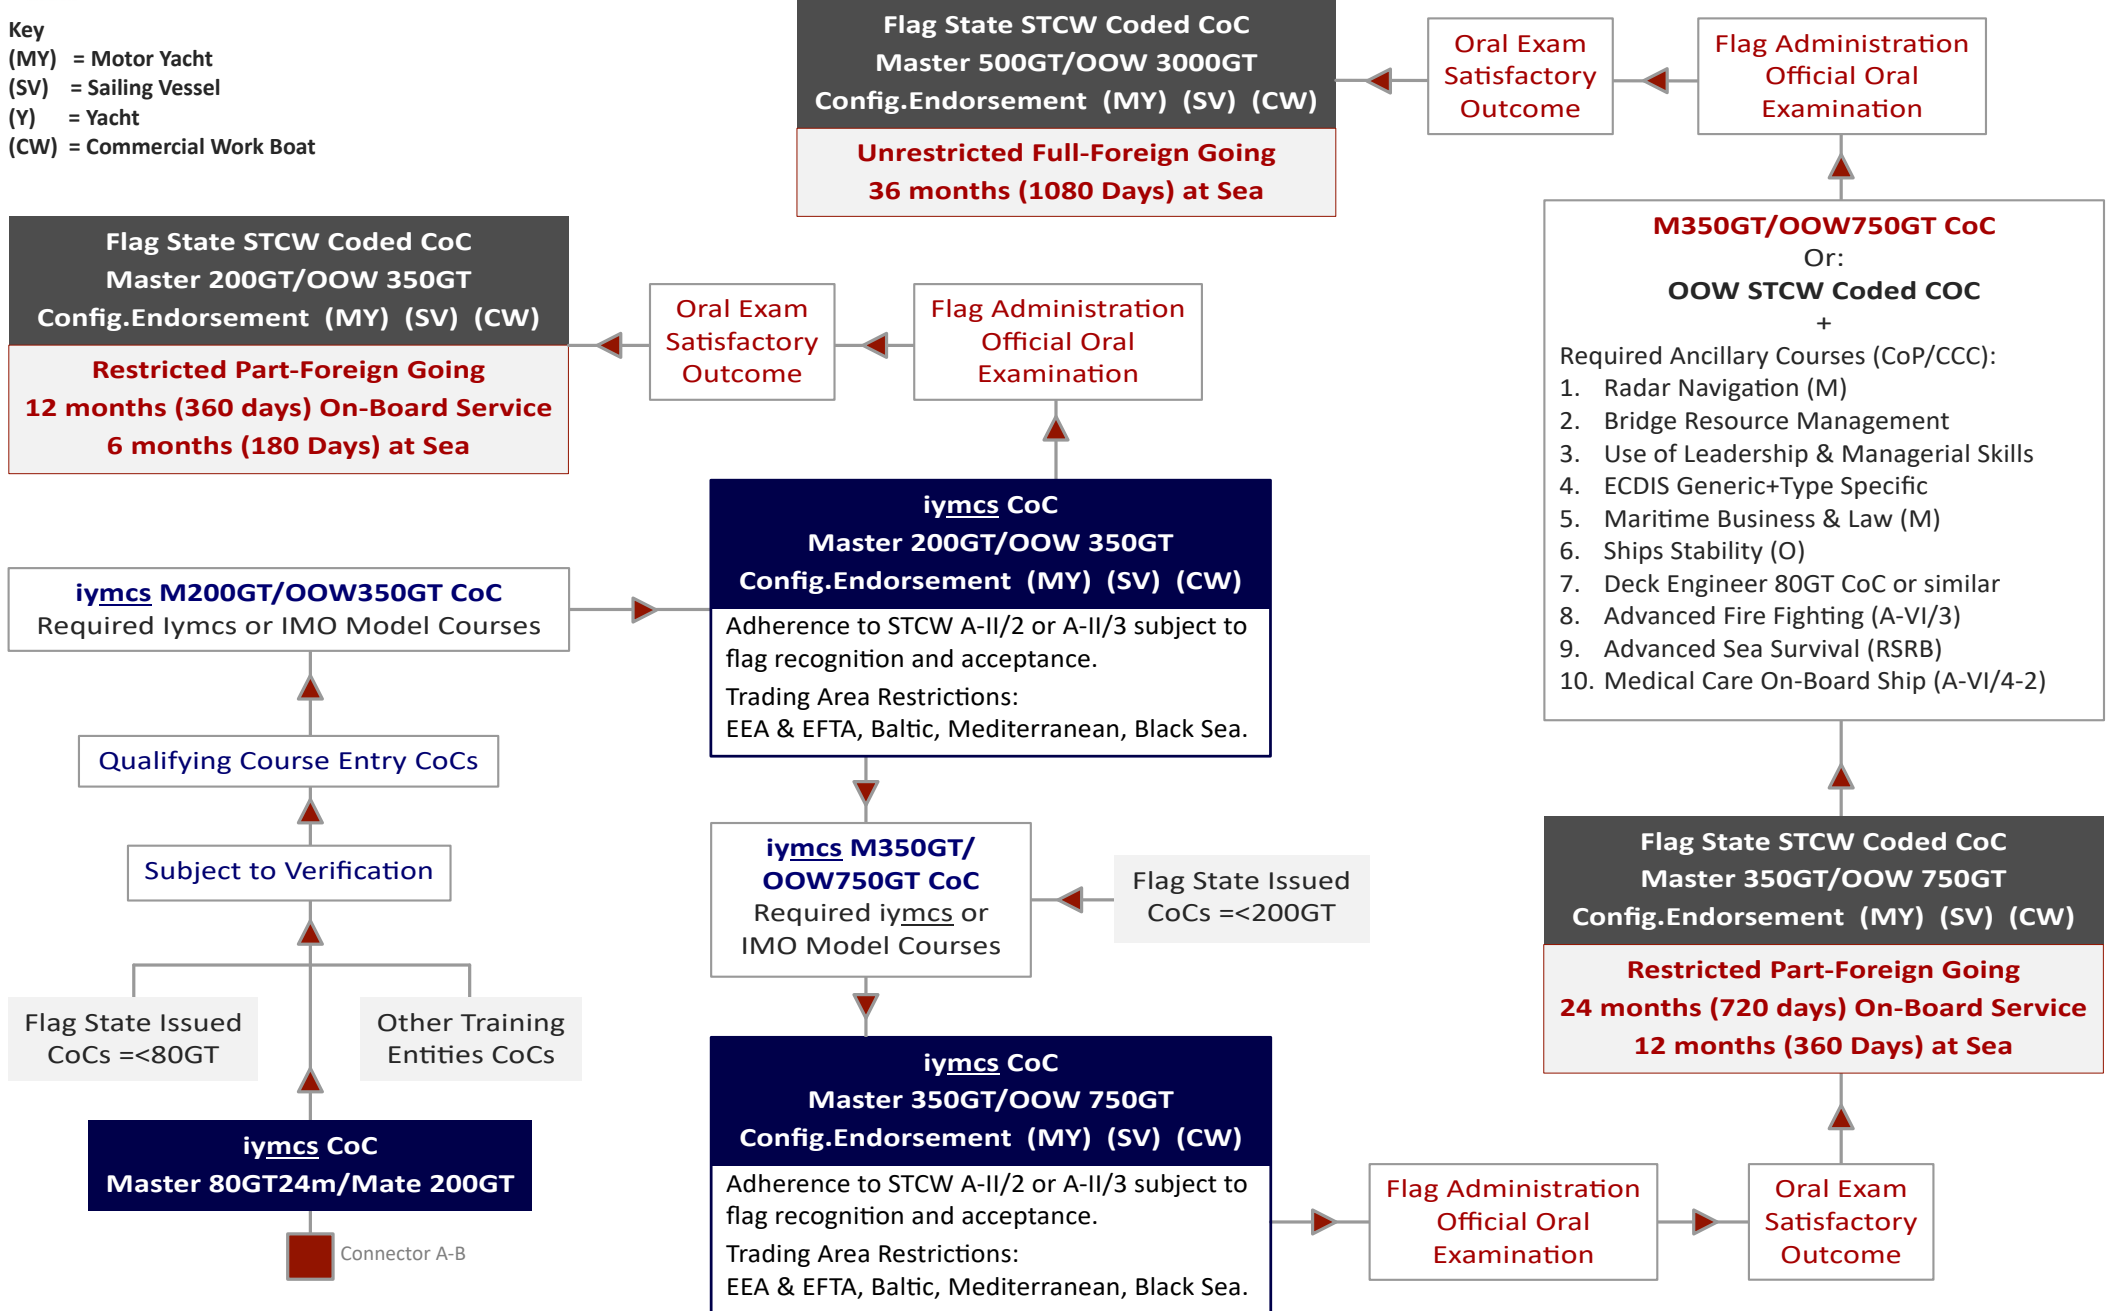 Key
(MY) = Motor Yacht
(SV) = Sailing Vessel
(Y) = Yacht
(CW) = Commercial Work Boat
Flag State STCW Coded CoC
Master 500GT/OOW 3000GT
Config.Endorsement (MY) (SV) (CW)
Unrestricted Full-Foreign Going
36 months (1080 Days) at Sea
Oral Exam
Satisfactory
Outcome
Flag Administration
Official Oral
Examination
Flag State STCW Coded CoC
Master 200GT/OOW 350GT
Config.Endorsement (MY) (SV) (CW)
Restricted Part-Foreign Going
12 months (360 days) On-Board Service
6 months (180 Days) at Sea
Oral Exam
Satisfactory
Outcome
Flag Administration
Official Oral
Examination
M350GT/OOW750GT CoC
Or:
OOW STCW Coded COC
+
Required Ancillary Courses (CoP/CCC):
1. Radar Navigation (M)
2. Bridge Resource Management
3. Use of Leadership & Managerial Skills
4. ECDIS Generic+Type Specific
5. Maritime Business & Law (M)
6. Ships Stability (O)
7. Deck Engineer 80GT CoC or similar
8. Advanced Fire Fighting (A-VI/3)
9. Advanced Sea Survival (RSRB)
10. Medical Care On-Board Ship (A-VI/4-2)
iymcs CoC
Master 200GT/OOW 350GT
Config.Endorsement (MY) (SV) (CW)
Adherence to STCW A-II/2 or A-II/3 subject to
flag recognition and acceptance.
Trading Area Restrictions:
EEA & EFTA, Baltic, Mediterranean, Black Sea.
iymcs M200GT/OOW350GT CoC
Required Iymcs or IMO Model Courses
Qualifying Course Entry CoCs
Subject to Verification
Flag State Issued
CoCs =<80GT
Other Training
Entities CoCs
iymcs CoC
Master 80GT24m/Mate 200GT
Connector A-B
iymcs M350GT/
OOW750GT CoC
Required iymcs or
IMO Model Courses
Flag State Issued
CoCs =<200GT
iymcs CoC
Master 350GT/OOW 750GT
Config.Endorsement (MY) (SV) (CW)
Adherence to STCW A-II/2 or A-II/3 subject to
flag recognition and acceptance.
Trading Area Restrictions:
EEA & EFTA, Baltic, Mediterranean, Black Sea.
Flag State STCW Coded CoC
Master 350GT/OOW 750GT
Config.Endorsement (MY) (SV) (CW)
Restricted Part-Foreign Going
24 months (720 days) On-Board Service
12 months (360 Days) at Sea
Flag Administration
Official Oral
Examination
Oral Exam
Satisfactory
Outcome